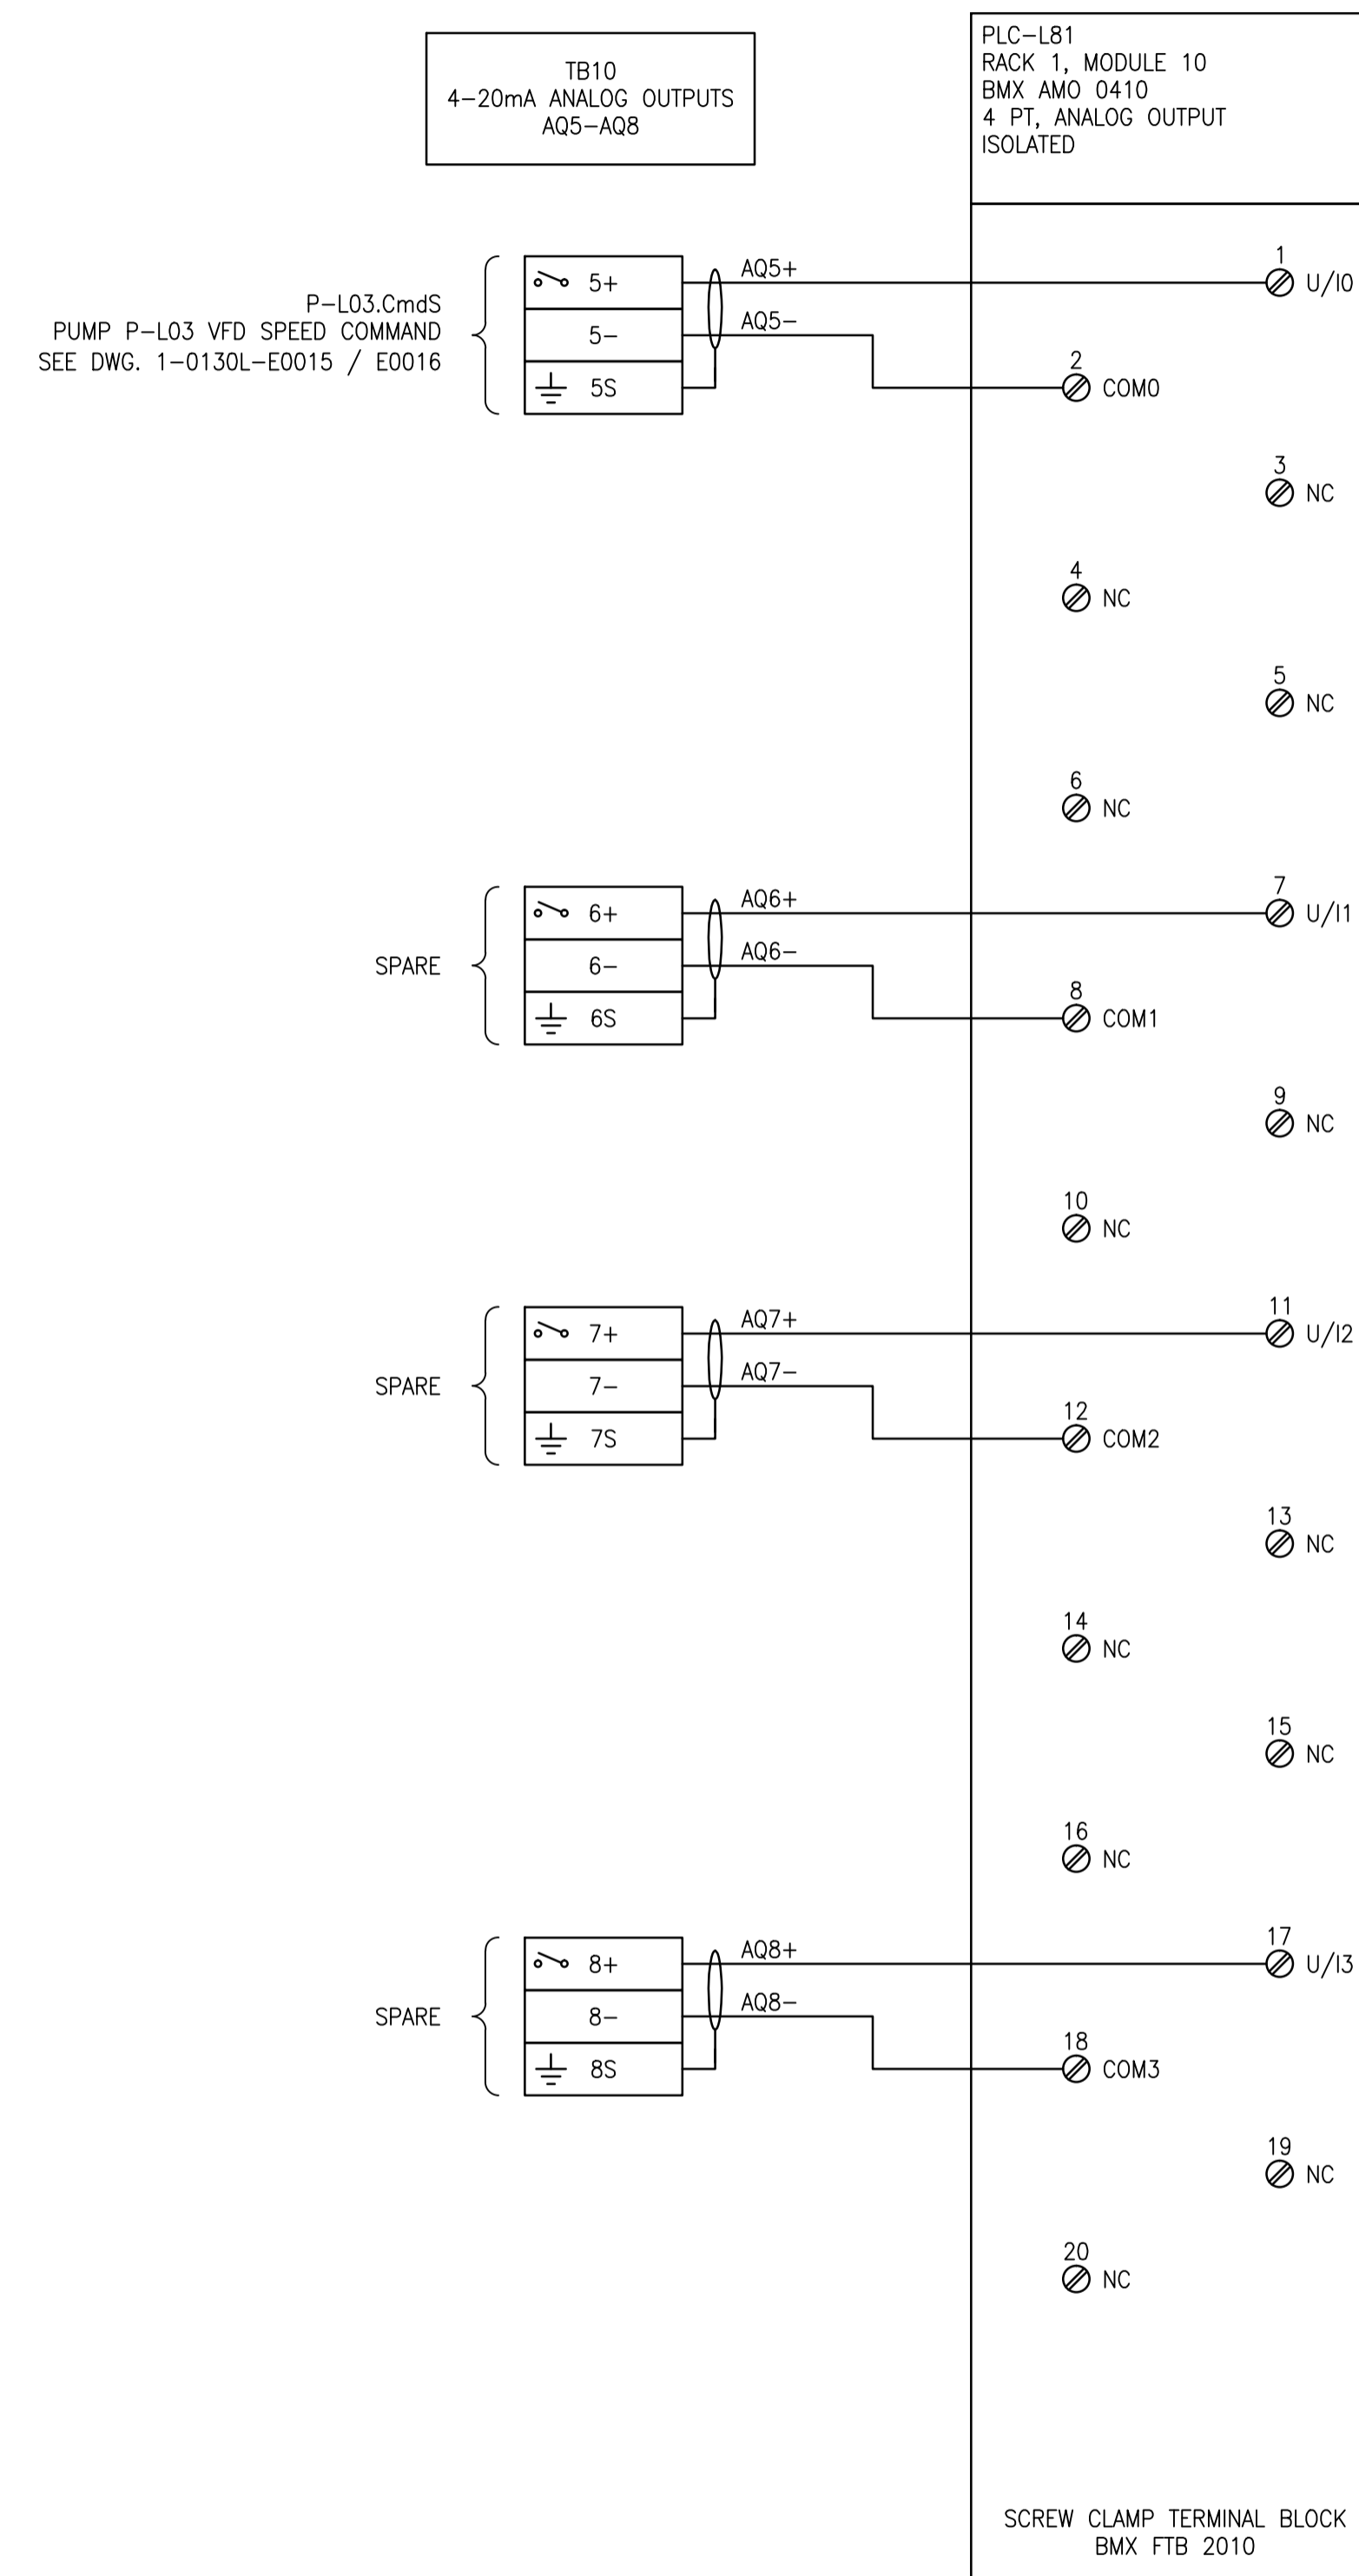 TB10
4-20mA ANALOG OUTPUTS
AQ5-AQ8
PLC-L81
RACK 1, MODULE 10
BMX AMO 0410
4 PT, ANALOG OUTPUT
ISOLATED
P-L03.CmdS
PUMP P-L03 VFD SPEED COMMAND
SEE DWG. 1-0130L-E0015 / E0016
5+
5-
5S
AQ5+
AQ5-
1
U/I0
2
COM0
3
NC
4
NC
5
NC
6
NC
SPARE
6+
6-
6S
AQ6+
AQ6-
7
U/I1
8
COM1
9
NC
10
NC
SPARE
7+
7-
7S
AQ7+
AQ7-
11
U/I2
12
COM2
13
NC
14
NC
15
NC
16
NC
SPARE
8+
8-
8S
AQ8+
AQ8-
17
U/I3
18
COM3
19
NC
20
NC
SCREW CLAMP TERMINAL BLOCK
BMX FTB 2010